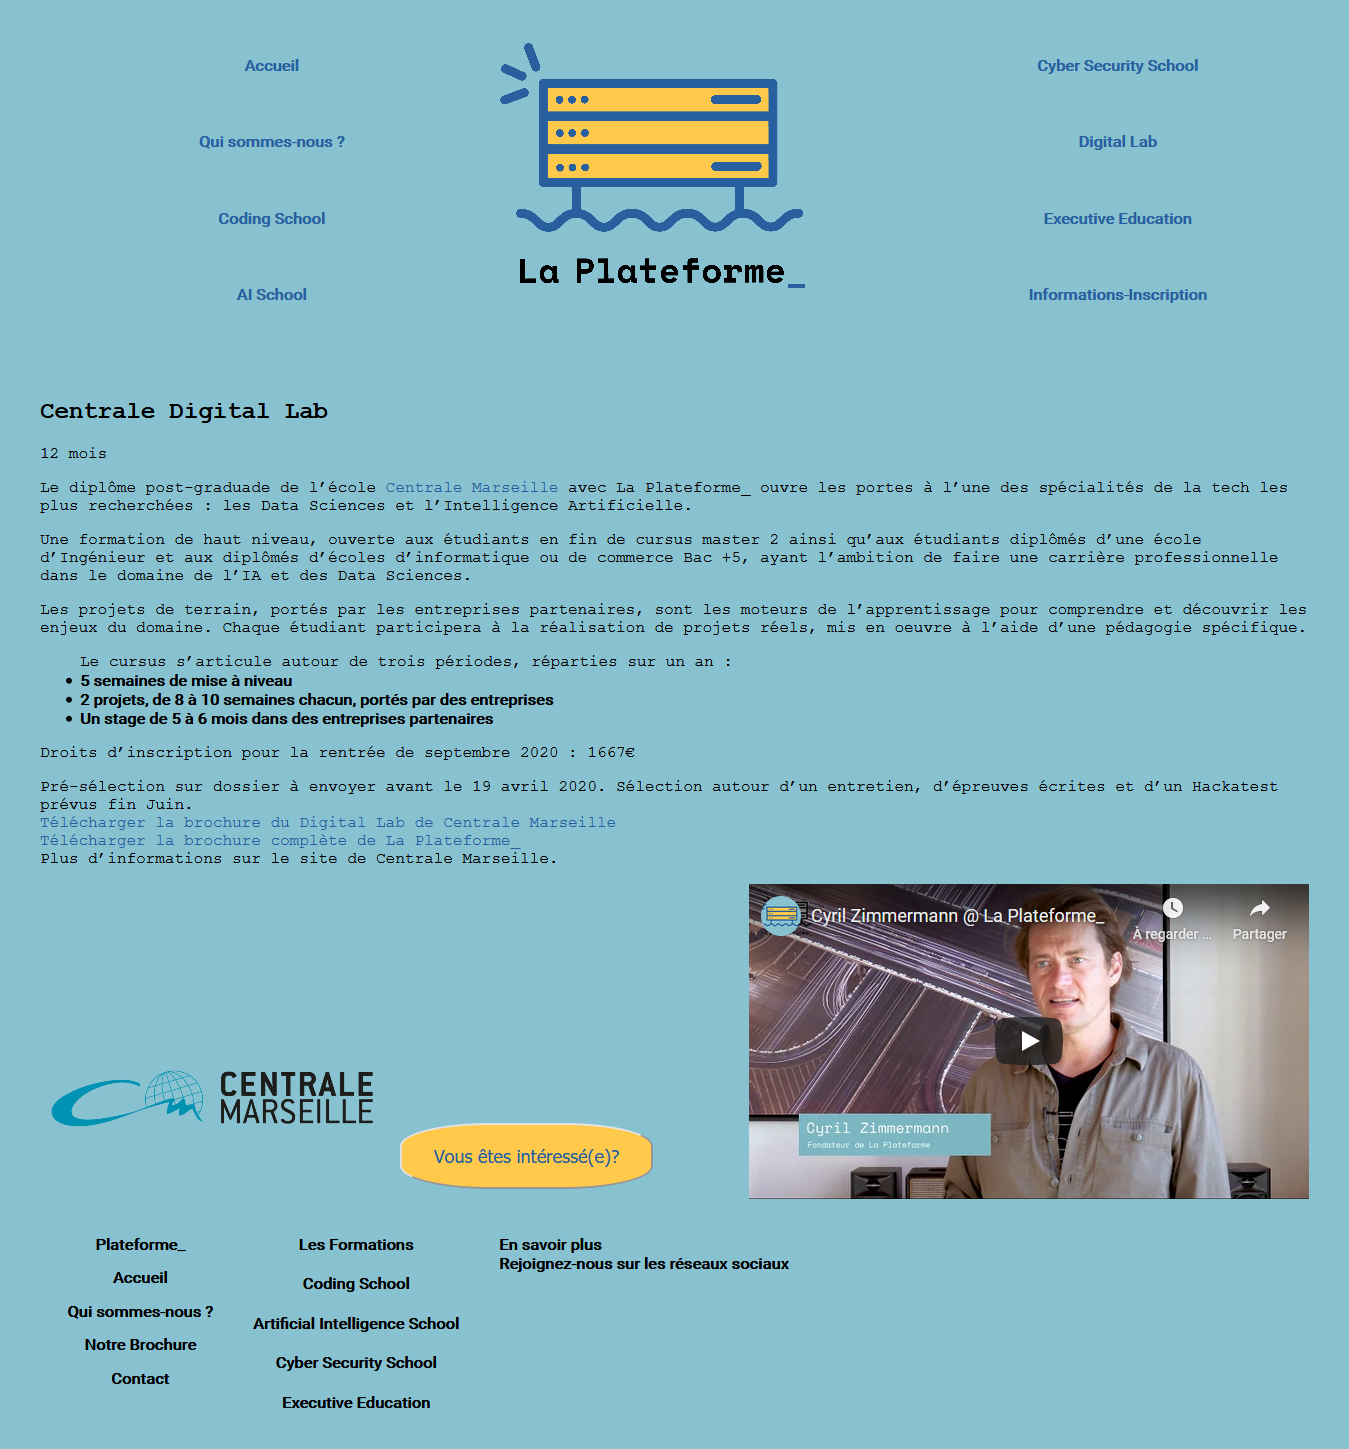 Accueil
Qui sommes-nous ?
Coding School
AI School
La Plateforme_
Cyber Security School
Digital Lab
Executive Education
Informations-Inscription
Centrale Digital Lab
12 mois
Le diplôme post-graduade de l’école Centrale Marseille avec La Plateforme_ ouvre les portes à l’une des spécialités de la tech les
plus recherchées : les Data Sciences et l’Intelligence Artificielle.
Une formation de haut niveau, ouverte aux étudiants en fin de cursus master 2 ainsi qu’aux étudiants diplômés d’une école
d’Ingénieur et aux diplômés d’écoles d’informatique ou de commerce Bac +5, ayant l’ambition de faire une carrière professionnelle
dans le domaine de l’IA et des Data Sciences.
Les projets de terrain, portés par les entreprises partenaires, sont les moteurs de l’apprentissage pour comprendre et découvrir les
enjeux du domaine. Chaque étudiant participera à la réalisation de projets réels, mis en oeuvre à l’aide d’une pédagogie spécifique.
Le cursus s’articule autour de trois périodes, réparties sur un an :
• 5 semaines de mise à niveau
• 2 projets, de 8 à 10 semaines chacun, portés par des entreprises
• Un stage de 5 à 6 mois dans des entreprises partenaires
Droits d’inscription pour la rentrée de septembre 2020 : 1667€
Pré-sélection sur dossier à envoyer avant le 19 avril 2020. Sélection autour d’un entretien, d’épreuves écrites et d’un Hackatest
prévus fin Juin.
Télécharger la brochure du Digital Lab de Centrale Marseille
Télécharger la brochure complète de La Plateforme_
Plus d’informations sur le site de Centrale Marseille.
Cyril Zimmermann @ La Plateforme_
À regarder ...
Partager
Cyril Zimmermann
Fondateur de La Plateforme
CENTRALE
MARSEILLE
Vous êtes intéressé(e)?
Plateforme_
Accueil
Qui sommes-nous ?
Notre Brochure
Contact
Les Formations
Coding School
Artificial Intelligence School
Cyber Security School
Executive Education
En savoir plus
Rejoignez-nous sur les réseaux sociaux